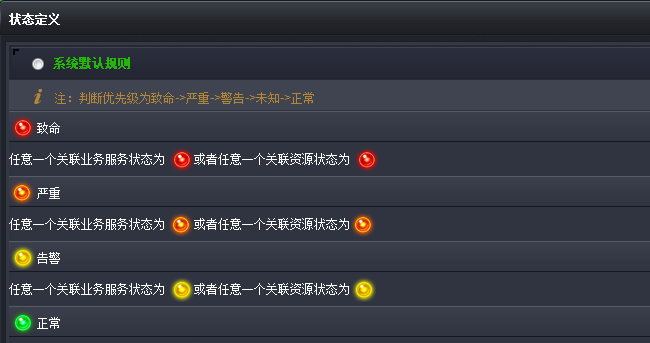 状态定义
系统默认规则
注：判断优先级为致命->严重->警告->未知->正常
致命
任意一个关联业务服务状态为 或者任意一个关联资源状态为
严重
任意一个关联业务服务状态为 或者任意一个关联资源状态为
告警
任意一个关联业务服务状态为 或者任意一个关联资源状态为
正常